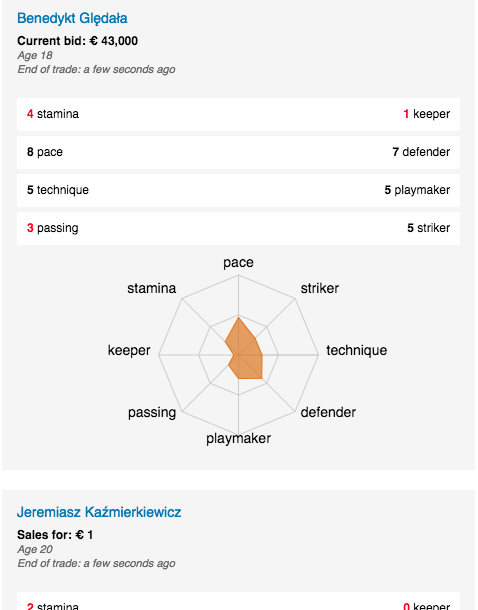 Benedykt Ględała
Current bid: € 43,000
Age 18
End of trade: a few seconds ago
4 stamina 1 keeper
8 pace 7 defender
5 technique 5 playmaker
3 passing 5 striker
pace
stamina striker
keeper technique
passing defender
playmaker
Jeremiasz Kaźmierkiewicz
Sales for: € 1
Age 20
End of trade: a few seconds ago
2 stamina 0 keeper